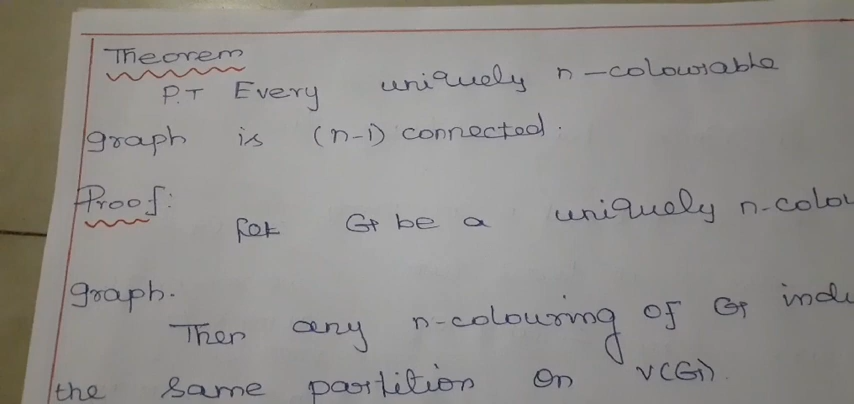 Theorem
P.T Every uniquely n-colourable
graph is (n-1) connected.
Proof:
Let G be a uniquely n-colou
graph.
Then any n-colouring of G indu
the same partition on V(G).